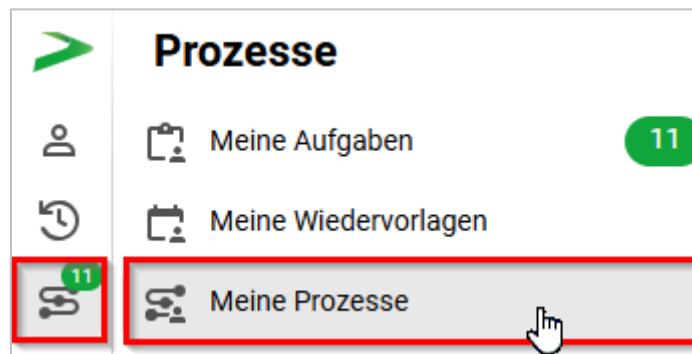 Prozesse
Meine Aufgaben 11
Meine Wiedervorlagen
11
Meine Prozesse